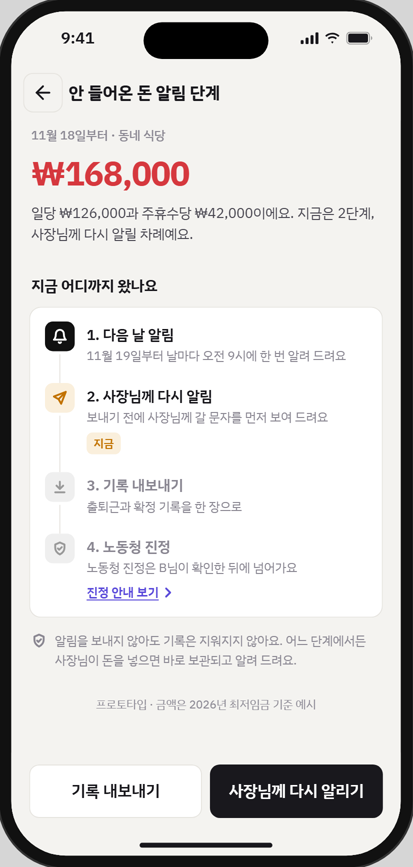 9:41
안 들어온 돈 알림 단계
11월 18일부터 · 동네 식당
₩168,000
일당 ₩126,000과 주휴수당 ₩42,000이에요. 지금은 2단계,
사장님께 다시 알릴 차례예요.
지금 어디까지 왔나요
1. 다음 날 알림
11월 19일부터 날마다 오전 9시에 한 번 알려 드려요
2. 사장님께 다시 알림
보내기 전에 사장님께 갈 문자를 먼저 보여 드려요
지금
3. 기록 내보내기
출퇴근과 확정 기록을 한 장으로
4. 노동청 진정
노동청 진정은 B님이 확인한 뒤에 넘어가요
진정 안내 보기
알림을 보내지 않아도 기록은 지워지지 않아요. 어느 단계에서든
사장님이 돈을 넣으면 바로 보관되고 알려 드려요.
프로토타입 · 금액은 2026년 최저임금 기준 예시
기록 내보내기
사장님께 다시 알리기